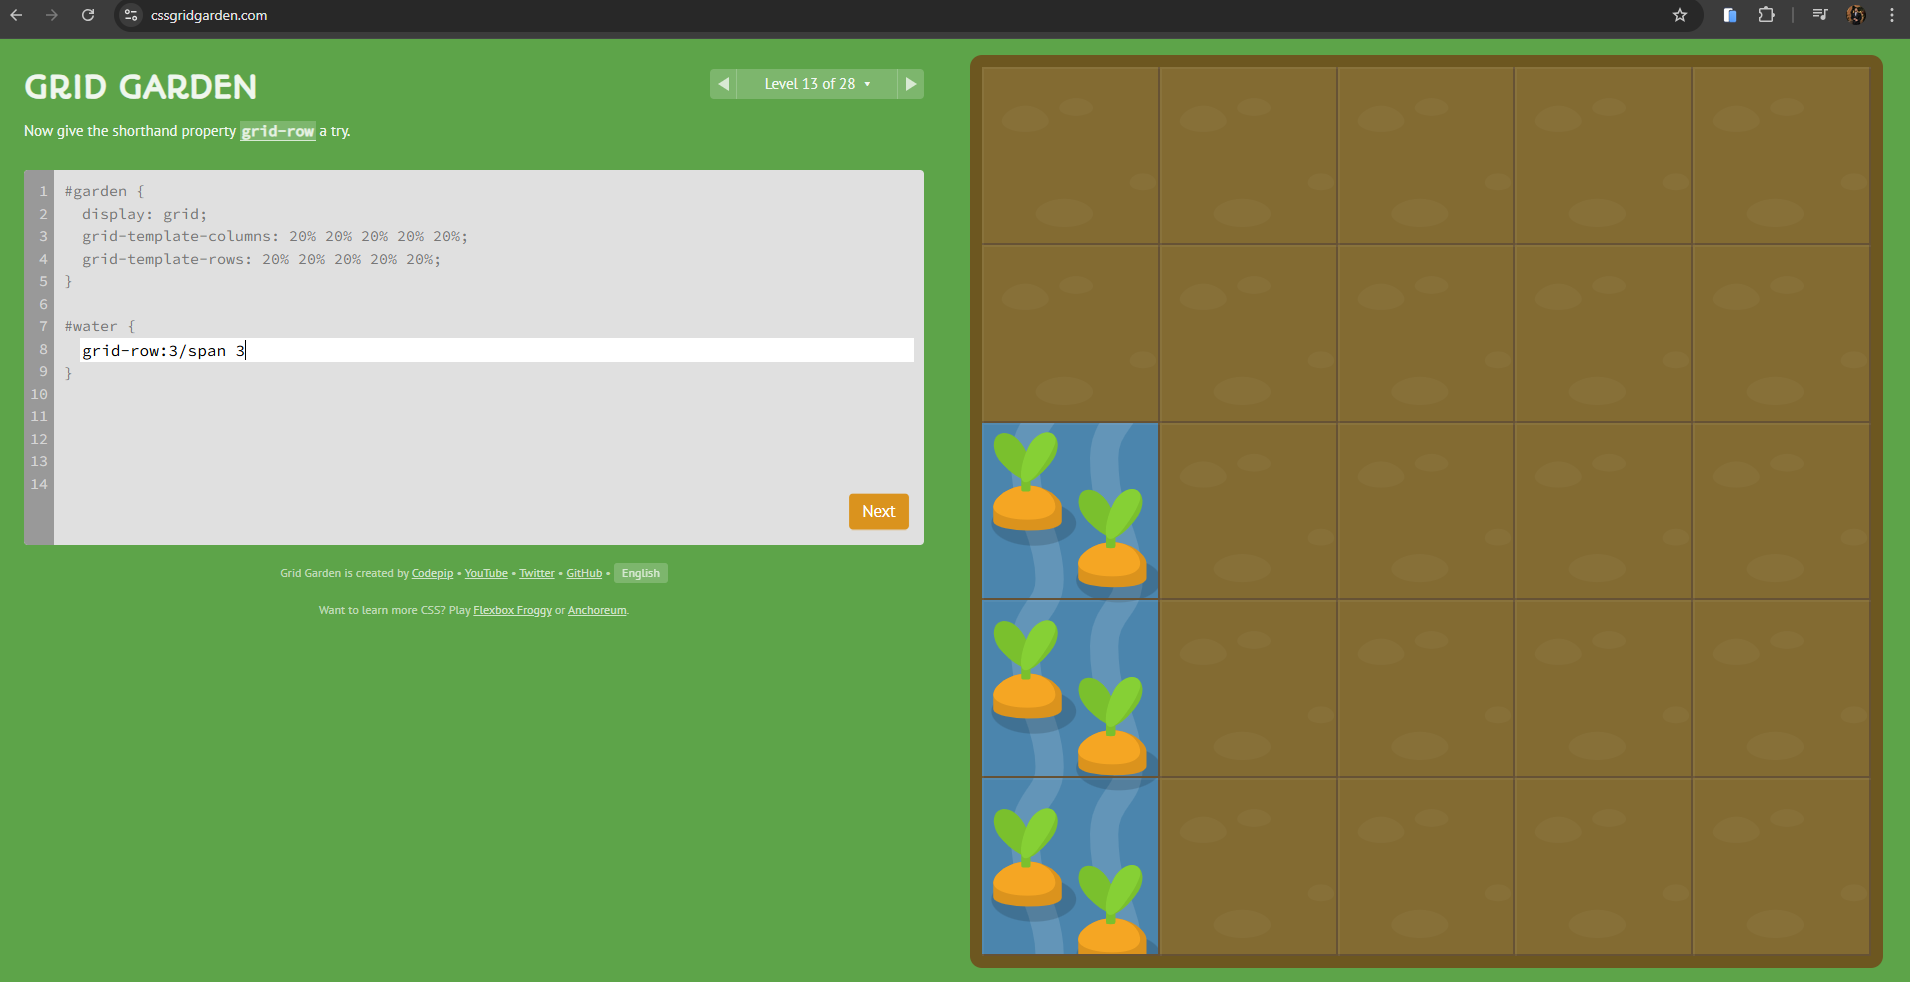 cssgridgarden.com
GRID GARDEN
◀ Level 13 of 28 ▾ ▶
Now give the shorthand property grid-row a try.
1 #garden {
2 display: grid;
3 grid-template-columns: 20% 20% 20% 20% 20%;
4 grid-template-rows: 20% 20% 20% 20% 20%;
5 }
6
7 #water {
8 grid-row:3/span 3
9 }
10
11
12
13
14
Next
Grid Garden is created by Codepip • YouTube • Twitter • GitHub • English
Want to learn more CSS? Play Flexbox Froggy or Anchoreum.